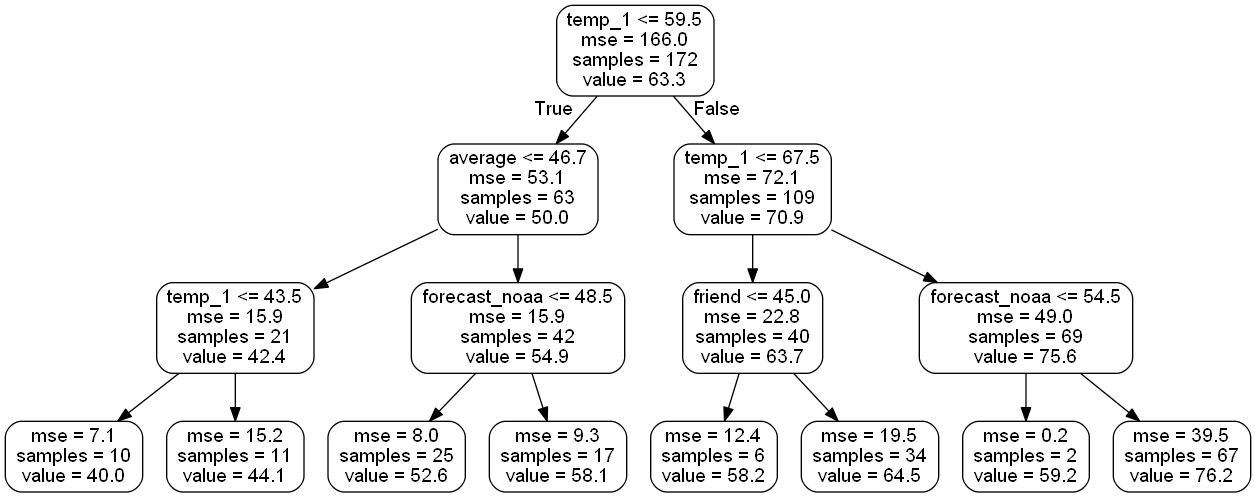 temp_1 <= 59.5
mse = 166.0
samples = 172
value = 63.3
True
False
average <= 46.7
mse = 53.1
samples = 63
value = 50.0
temp_1 <= 67.5
mse = 72.1
samples = 109
value = 70.9
temp_1 <= 43.5
mse = 15.9
samples = 21
value = 42.4
forecast_noaa <= 48.5
mse = 15.9
samples = 42
value = 54.9
friend <= 45.0
mse = 22.8
samples = 40
value = 63.7
forecast_noaa <= 54.5
mse = 49.0
samples = 69
value = 75.6
mse = 7.1
samples = 10
value = 40.0
mse = 15.2
samples = 11
value = 44.1
mse = 8.0
samples = 25
value = 52.6
mse = 9.3
samples = 17
value = 58.1
mse = 12.4
samples = 6
value = 58.2
mse = 19.5
samples = 34
value = 64.5
mse = 0.2
samples = 2
value = 59.2
mse = 39.5
samples = 67
value = 76.2